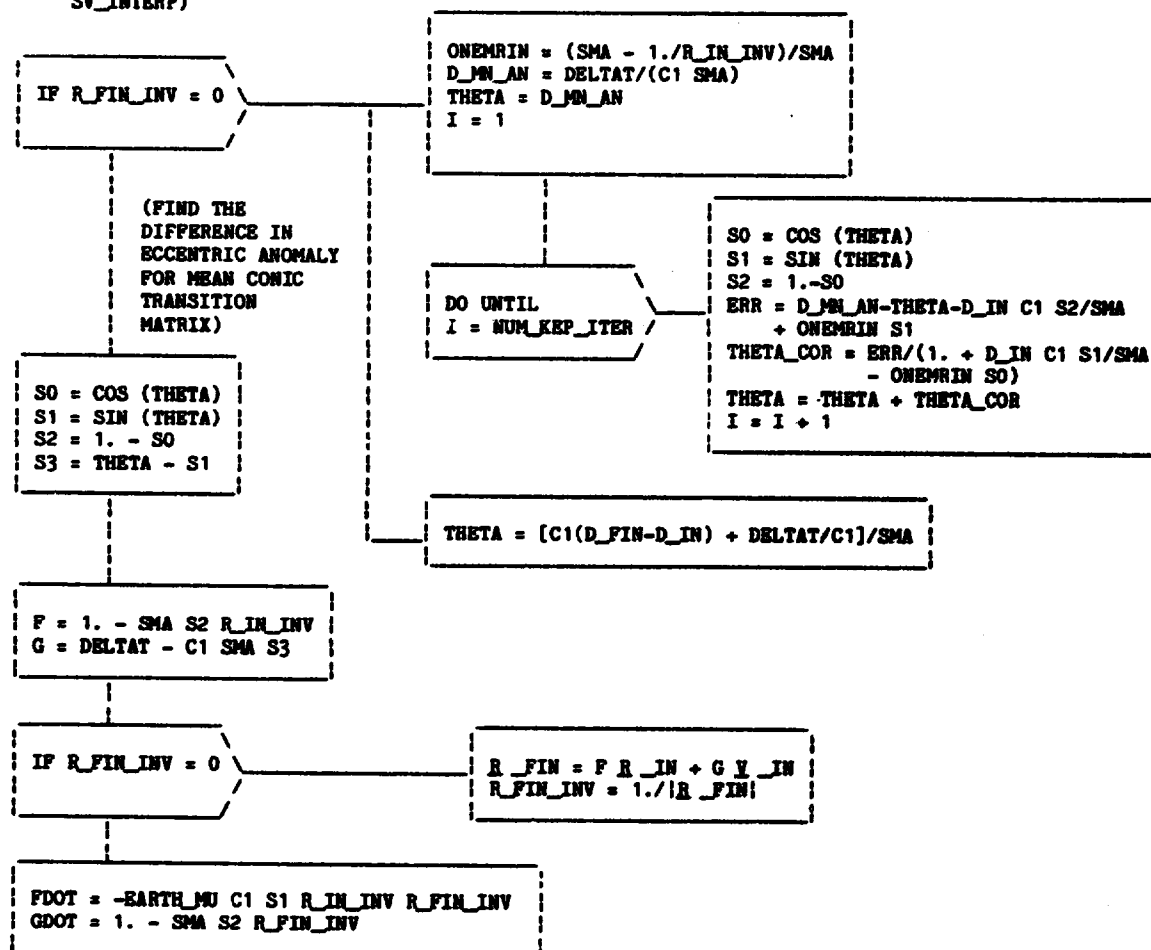 SV_INTERP)
IF R_FIN_INV = 0
ONEMRIN = (SMA - 1./R_IN_INV)/SMA
D_MN_AN = DELTAT/(C1 SMA)
THETA = D_MN_AN
I = 1
(FIND THE
DIFFERENCE IN
ECCENTRIC ANOMALY
FOR MEAN CONIC
TRANSITION
MATRIX)
DO UNTIL
I = NUM_KEP_ITER
S0 = COS (THETA)
S1 = SIN (THETA)
S2 = 1.-S0
ERR = D_MN_AN-THETA-D_IN C1 S2/SMA
+ ONEMRIN S1
THETA_COR = ERR/(1. + D_IN C1 S1/SMA
- ONEMRIN S0)
THETA = THETA + THETA_COR
I = I + 1
S0 = COS (THETA)
S1 = SIN (THETA)
S2 = 1. - S0
S3 = THETA - S1
THETA = [C1(D_FIN-D_IN) + DELTAT/C1]/SMA
F = 1. - SMA S2 R_IN_INV
G = DELTAT - C1 SMA S3
IF R_FIN_INV = 0
R _FIN = F R _IN + G V _IN
R_FIN_INV = 1./|R _FIN|
FDOT = -EARTH_MU C1 S1 R_IN_INV R_FIN_INV
GDOT = 1. - SMA S2 R_FIN_INV